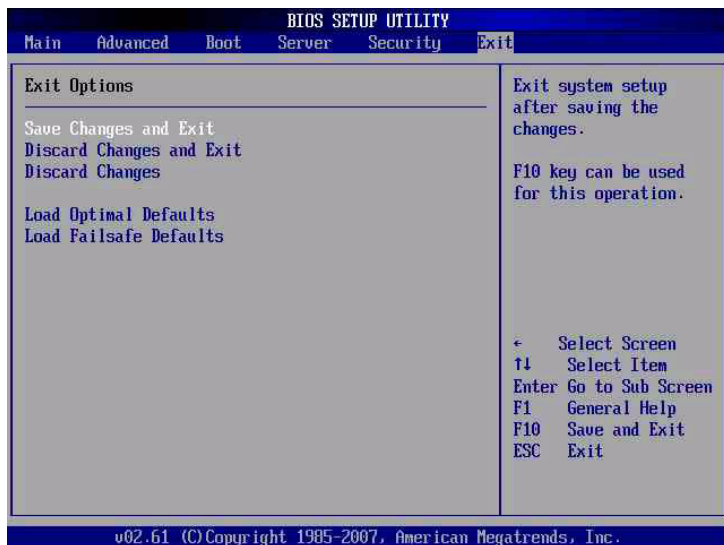 BIOS SETUP UTILITY
Main Advanced Boot Server Security Exit
Exit Options
Save Changes and Exit
Discard Changes and Exit
Discard Changes
Load Optimal Defaults
Load Failsafe Defaults
Exit system setup
after saving the
changes.
F10 key can be used
for this operation.
← Select Screen
↑↓ Select Item
Enter Go to Sub Screen
F1 General Help
F10 Save and Exit
ESC Exit
v02.61 (C)Copyright 1985-2007, American Megatrends, Inc.